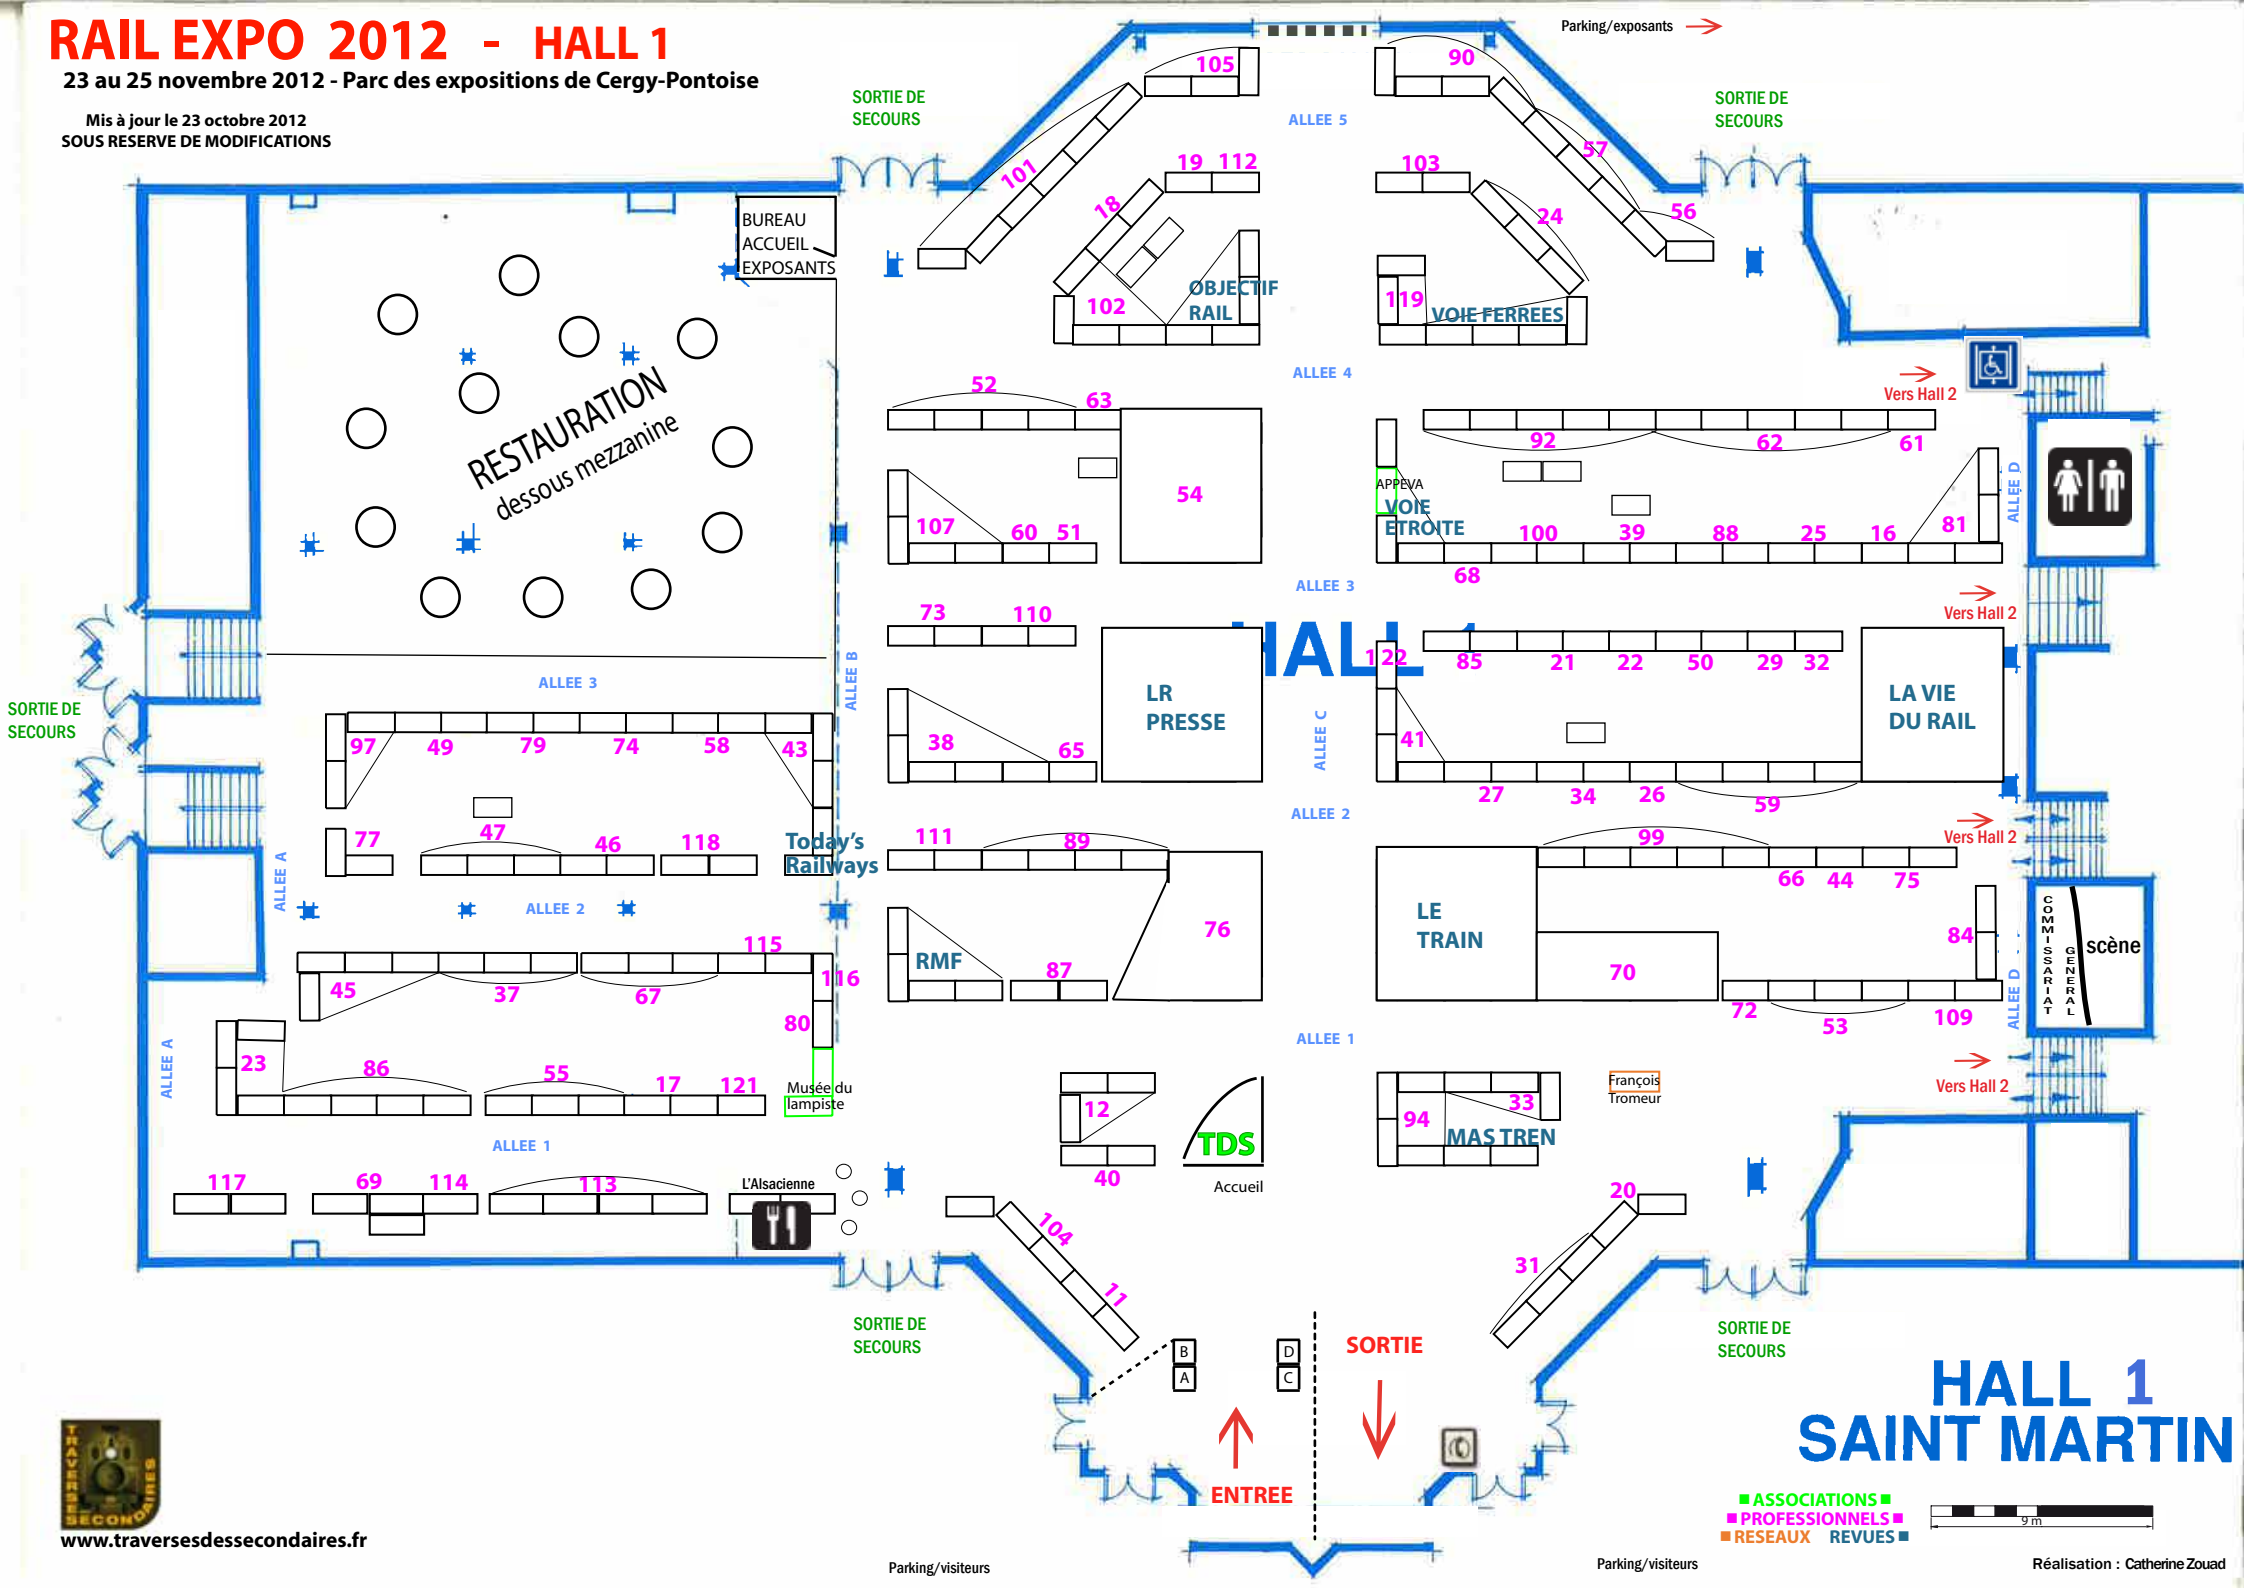 RAIL EXPO 2012 - HALL 1
23 au 25 novembre 2012 - Parc des expositions de Cergy-Pontoise
Mis à jour le 23 octobre 2012
SOUS RESERVE DE MODIFICATIONS
Parking/exposants
SORTIE DE
SECOURS
SORTIE DE
SECOURS
105
90
ALLEE 5
101
19 112
103
57
18
24
56
BUREAU
ACCUEIL
EXPOSANTS
102
OBJECTIF
RAIL
119
VOIE FERREES
RESTAURATION
dessous mezzanine
ALLEE 4
Vers Hall 2
52
63
54
107
60
51
92
62
61
APPEVA
VOIE
ETROITE
68
100
39
88
25
16
81
ALLEE D
ALLEE 3
Vers Hall 2
73
110
HALL 1
122
85
21
22
50
29
32
ALLEE B
ALLEE 3
SORTIE DE
SECOURS
LR
PRESSE
ALLEE C
LA VIE
DU RAIL
38
65
41
97
49
79
74
58
43
27
34
26
59
ALLEE 2
Vers Hall 2
77
47
46
118
Today's
Railways
111
89
99
66
44
75
ALLEE A
ALLEE 2
LE
TRAIN
76
70
84
COMMISSARIAT
GENERAL
scène
115
116
RMF
87
45
37
67
80
72
53
109
ALLEE D
ALLEE 1
Vers Hall 2
ALLEE A
23
86
55
17
121
Musée du
lampiste
12
TDS
94
33
MAS TREN
François
Tromeur
ALLEE 1
40
Accueil
117
69
114
113
L'Alsacienne
20
104
31
11
SORTIE DE
SECOURS
SORTIE DE
SECOURS
B
A
D
C
SORTIE
ENTREE
HALL 1
SAINT MARTIN
TRAVERSES
SECONDAIRES
www.traversesdessecondaires.fr
ASSOCIATIONS
PROFESSIONNELS
RESEAUX REVUES
9 m
Parking/visiteurs
Parking/visiteurs
Réalisation : Catherine Zouad